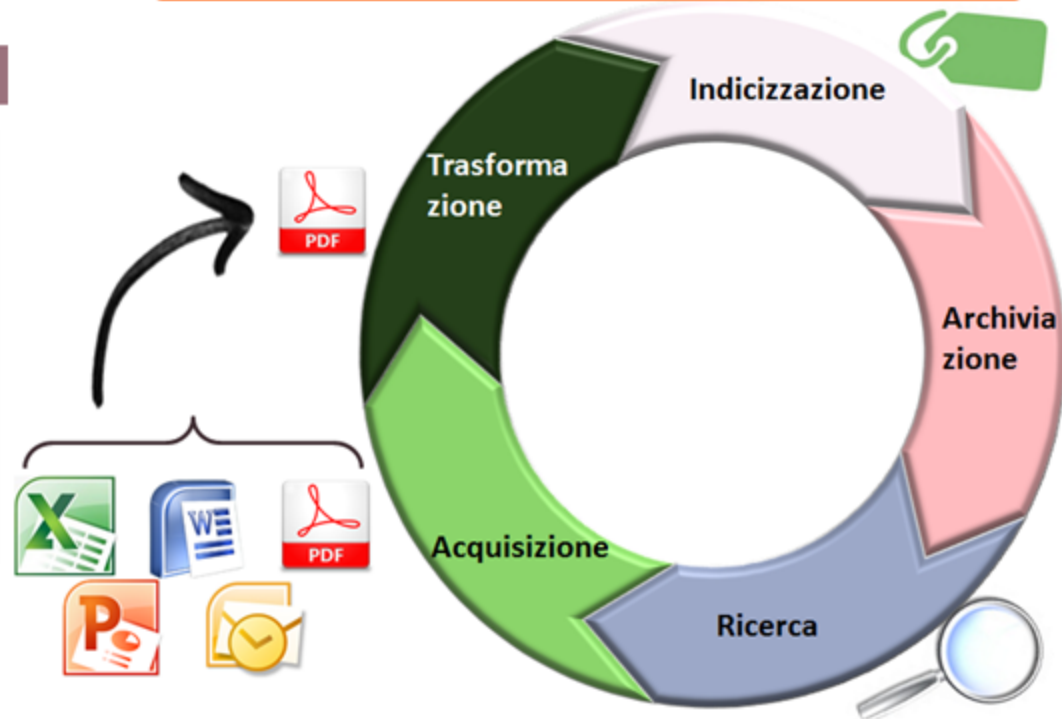 Indicizzazione
Trasforma
zione
PDF
Archivia
zione
X
W
PDF
Acquisizione
P
Ricerca